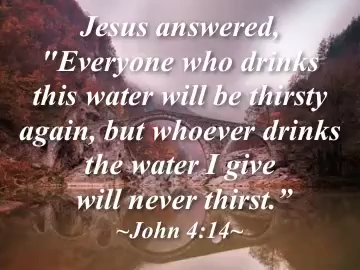 Jesus answered,
"Everyone who drinks
this water will be thirsty
again, but whoever drinks
the water I give
will never thirst.”
~John 4:14~